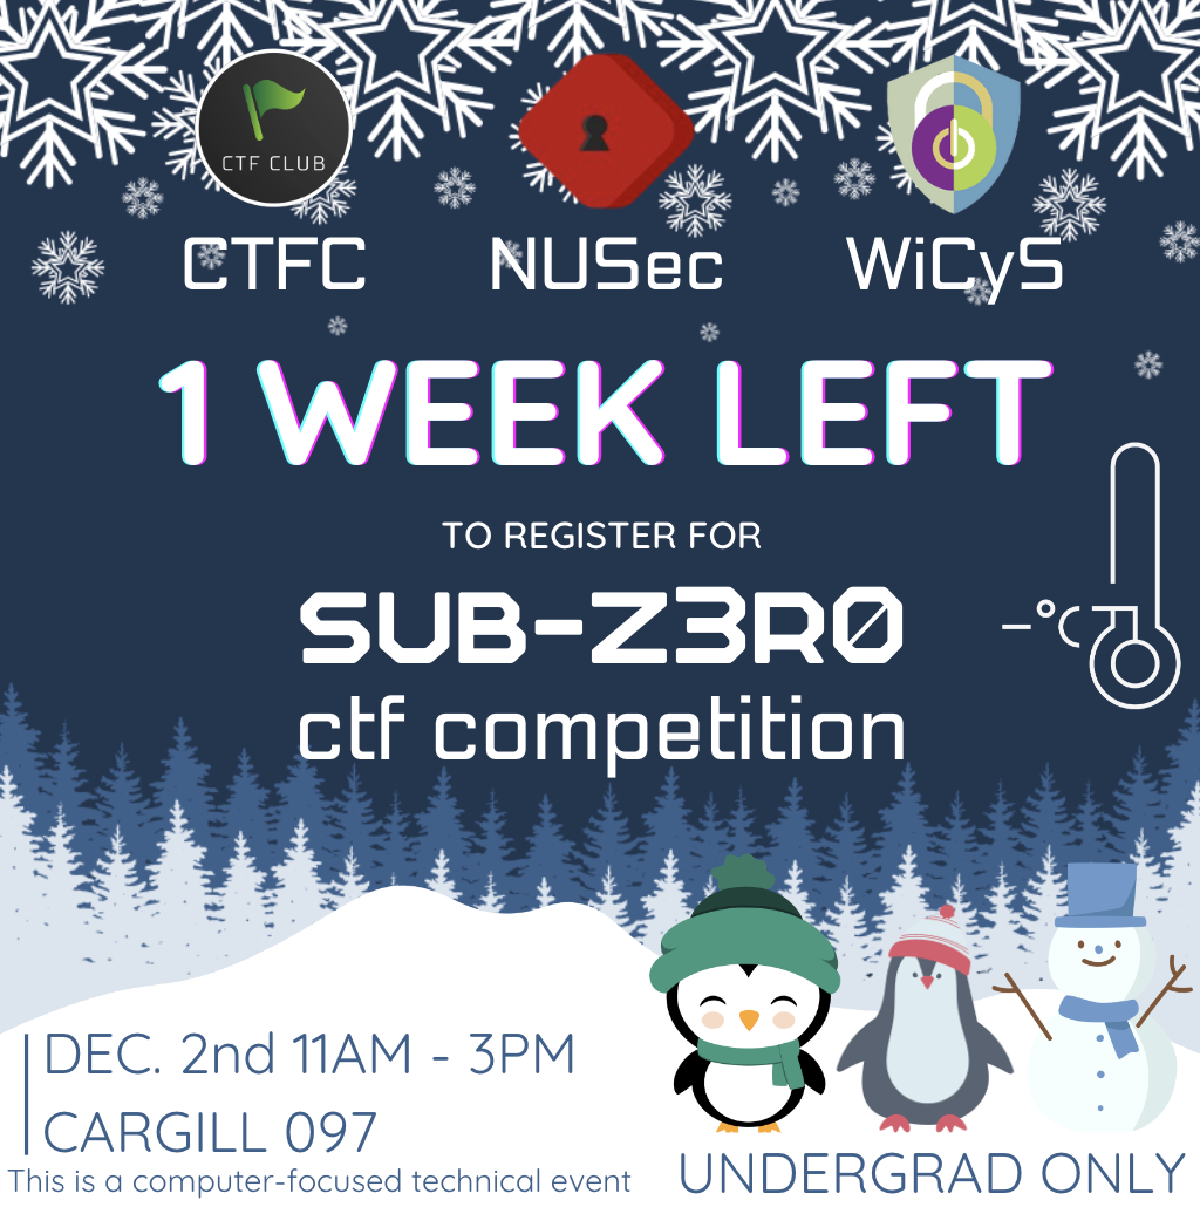 CTF CLUB
CTFC NUSec WiCyS
1 WEEK LEFT
TO REGISTER FOR
SUB-Z3R0
ctf competition
-°C
DEC. 2nd 11AM - 3PM
CARGILL 097
This is a computer-focused technical event
UNDERGRAD ONLY